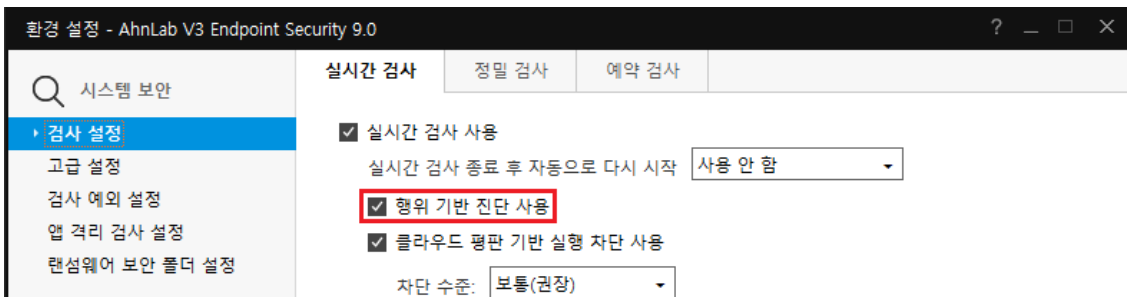 환경 설정 - AhnLab V3 Endpoint Security 9.0
시스템 보안
검사 설정
고급 설정
검사 예외 설정
앱 격리 검사 설정
랜섬웨어 보안 폴더 설정
실시간 검사 정밀 검사 예약 검사
실시간 검사 사용
실시간 검사 종료 후 자동으로 다시 시작 사용 안 함
행위 기반 진단 사용
클라우드 평판 기반 실행 차단 사용
차단 수준: 보통(권장)